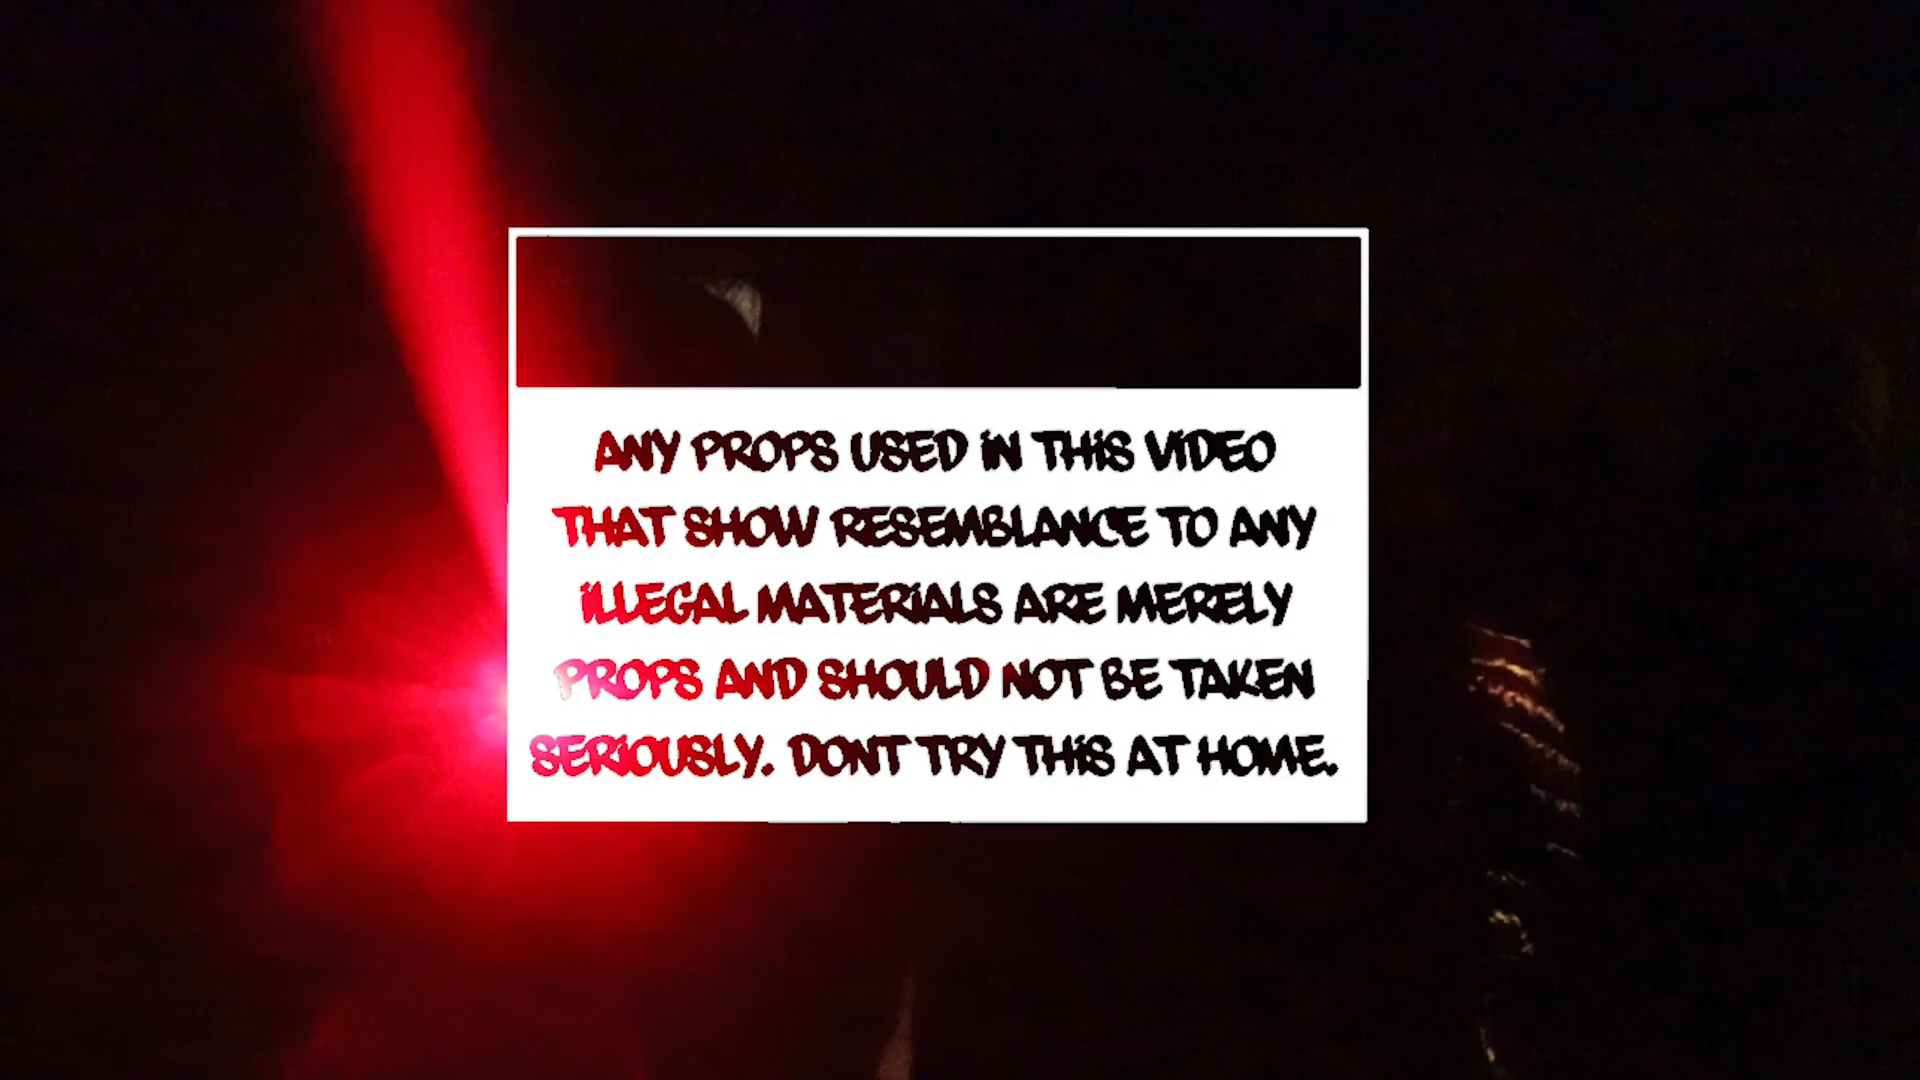 ANY PROPS USED IN THIS VIDEO
THAT SHOW RESEMBLANCE TO ANY
ILLEGAL MATERIALS ARE MERELY
PROPS AND SHOULD NOT BE TAKEN
SERIOUSLY. DONT TRY THIS AT HOME.